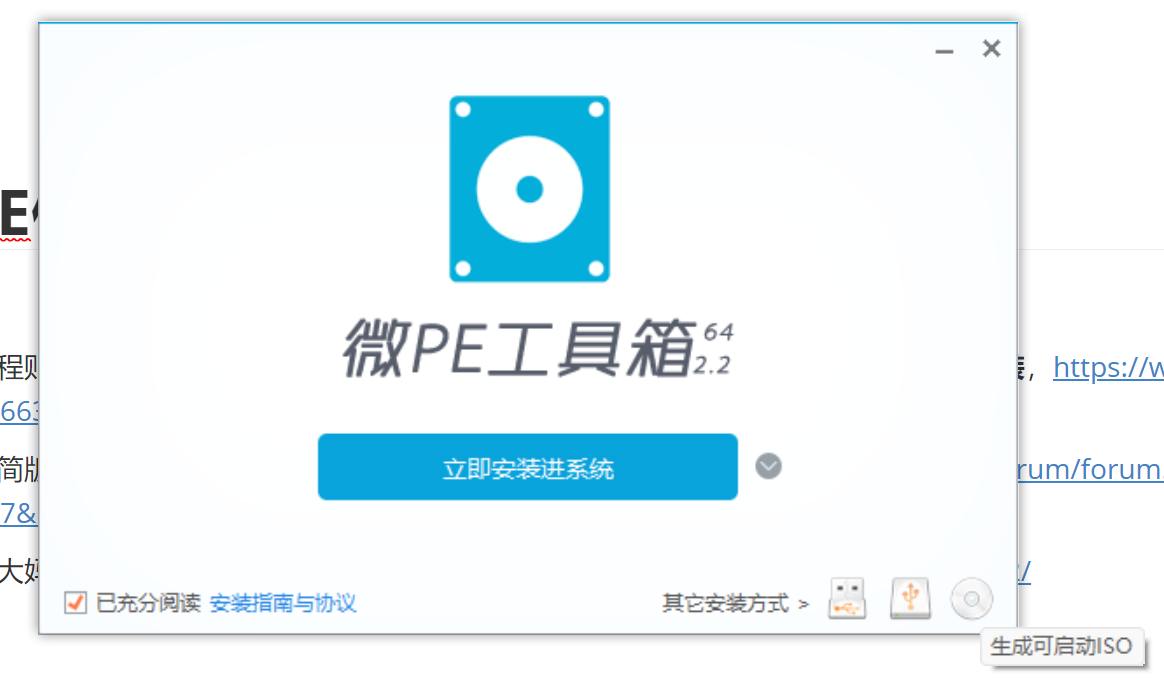 E
微PE工具箱 64 2.2
程
https://w
663
立即安装进系统
简版
rum/forum.
7&
大
/
已充分阅读 安装指南与协议
其它安装方式 >
生成可启动ISO